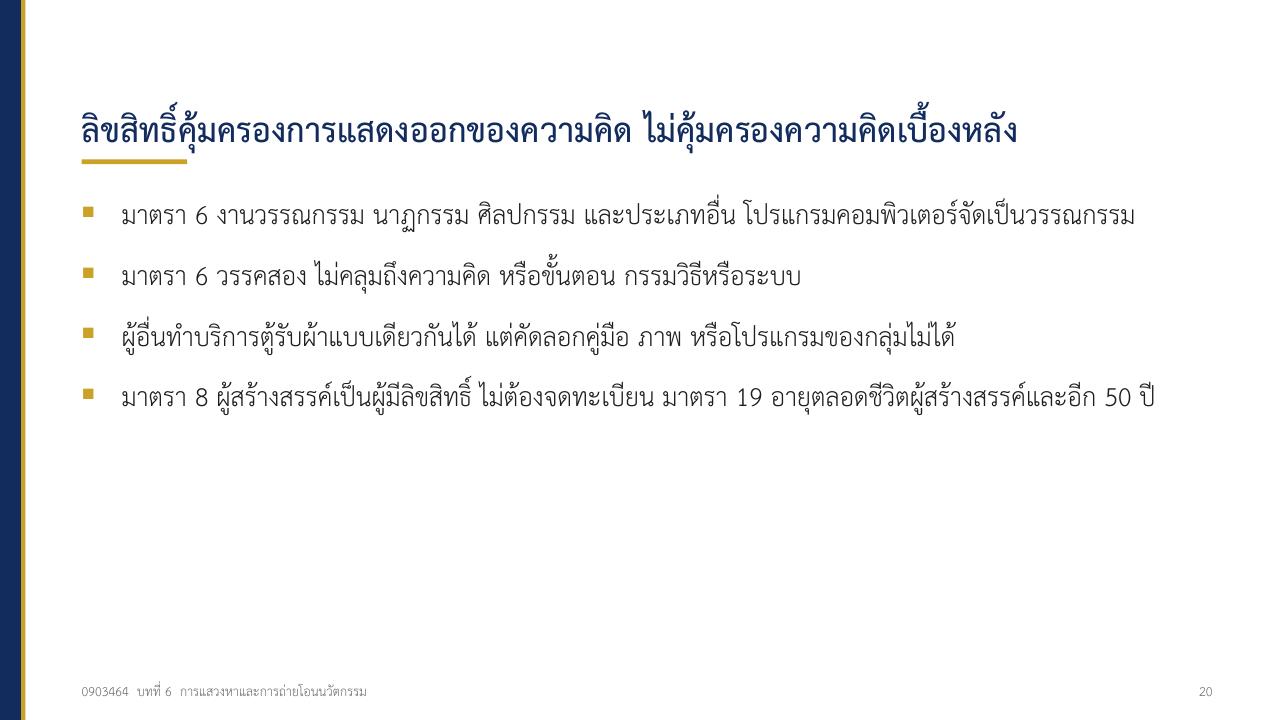 ลิขสิทธิ์คุ้มครองการแสดงออกของความคิด ไม่คุ้มครองความคิดเบื้องหลัง
▪ มาตรา 6 งานวรรณกรรม นาฏกรรม ศิลปกรรม และประเภทอื่น โปรแกรมคอมพิวเตอร์จัดเป็นวรรณกรรม
▪ มาตรา 6 วรรคสอง ไม่คลุมถึงความคิด หรือขั้นตอน กรรมวิธีหรือระบบ
▪ ผู้อื่นทำบริการตู้รับผ้าแบบเดียวกันได้ แต่คัดลอกคู่มือ ภาพ หรือโปรแกรมของกลุ่มไม่ได้
▪ มาตรา 8 ผู้สร้างสรรค์เป็นผู้มีลิขสิทธิ์ ไม่ต้องจดทะเบียน มาตรา 19 อายุตลอดชีวิตผู้สร้างสรรค์และอีก 50 ปี
0903464 บทที่ 6 การแสวงหาและการถ่ายโอนนวัตกรรม
20